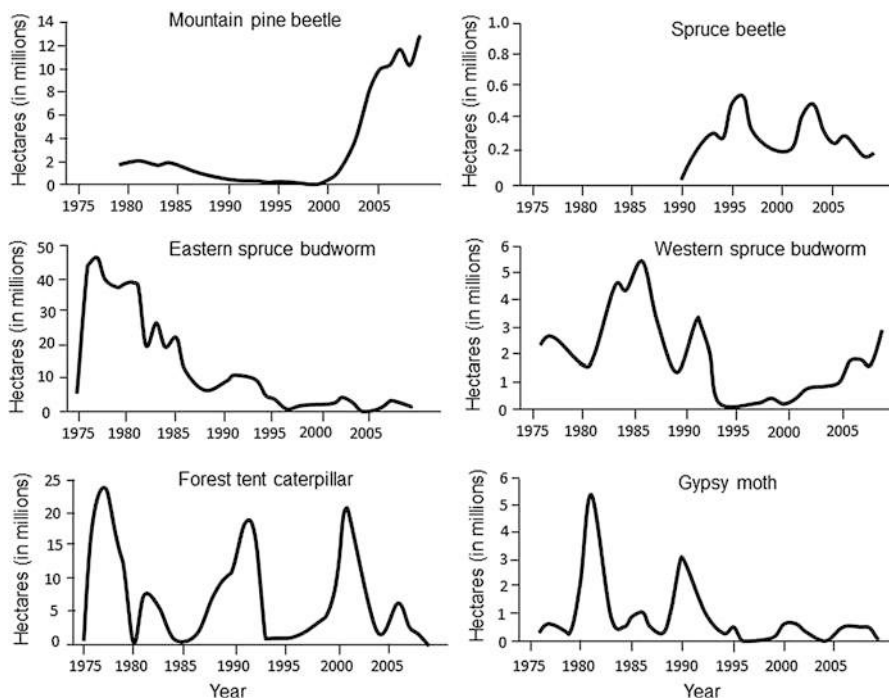 Mountain pine beetle
Hectares (in millions)
14
12
10
8
6
4
2
0
1975 1980 1985 1990 1995 2000 2005
Spruce beetle
Hectares (in millions)
1.0
0.8
0.6
0.4
0.2
0
1975 1980 1985 1990 1995 2000 2005
Eastern spruce budworm
Hectares (in millions)
50
40
30
20
10
0
1975 1980 1985 1990 1995 2000 2005
Western spruce budworm
Hectares (in millions)
6
5
4
3
2
1
0
1975 1980 1985 1990 1995 2000 2005
Forest tent caterpillar
Hectares (in millions)
25
20
15
10
5
0
1975 1980 1985 1990 1995 2000 2005
Year
Gypsy moth
Hectares (in millions)
6
5
4
3
2
1
0
1975 1980 1985 1990 1995 2000 2005
Year